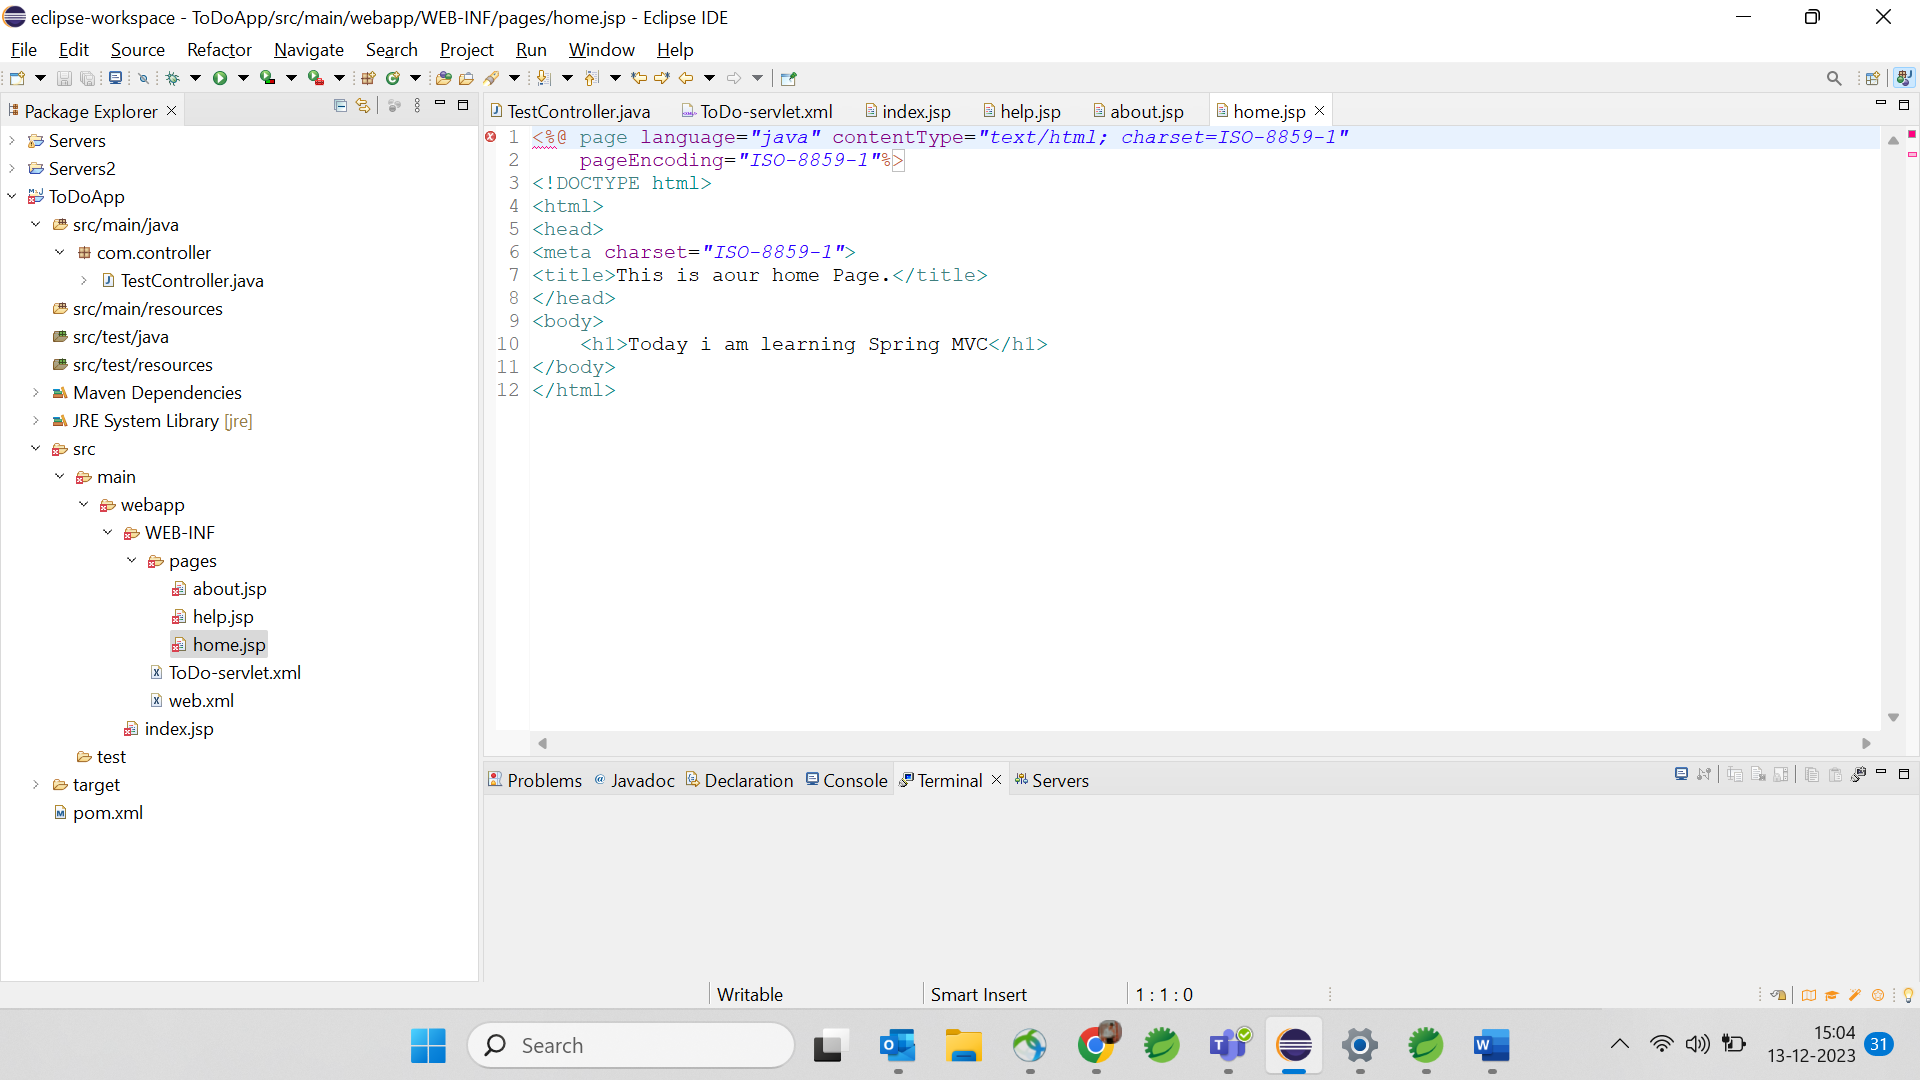 eclipse-workspace - ToDoApp/src/main/webapp/WEB-INF/pages/home.jsp - Eclipse IDE
File Edit Source Refactor Navigate Search Project Run Window Help
Package Explorer
Servers
Servers2
ToDoApp
src/main/java
com.controller
TestController.java
src/main/resources
src/test/java
src/test/resources
Maven Dependencies
JRE System Library [jre]
src
main
webapp
WEB-INF
pages
about.jsp
help.jsp
home.jsp
ToDo-servlet.xml
web.xml
index.jsp
test
target
pom.xml
TestController.java ToDo-servlet.xml index.jsp help.jsp about.jsp home.jsp
1 <%@ page language="java" contentType="text/html; charset=ISO-8859-1"
2     pageEncoding="ISO-8859-1"%>
3 <!DOCTYPE html>
4 <html>
5 <head>
6 <meta charset="ISO-8859-1">
7 <title>This is aour home Page.</title>
8 </head>
9 <body>
10     <h1>Today i am learning Spring MVC</h1>
11 </body>
12 </html>
Problems Javadoc Declaration Console Terminal Servers
Writable Smart Insert 1 : 1 : 0
Search
15:04
13-12-2023
31